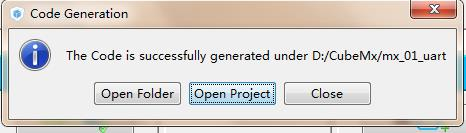 Code Generation
The Code is successfully generated under D:/CubeMx/mx_01_uart
Open Folder
Open Project
Close